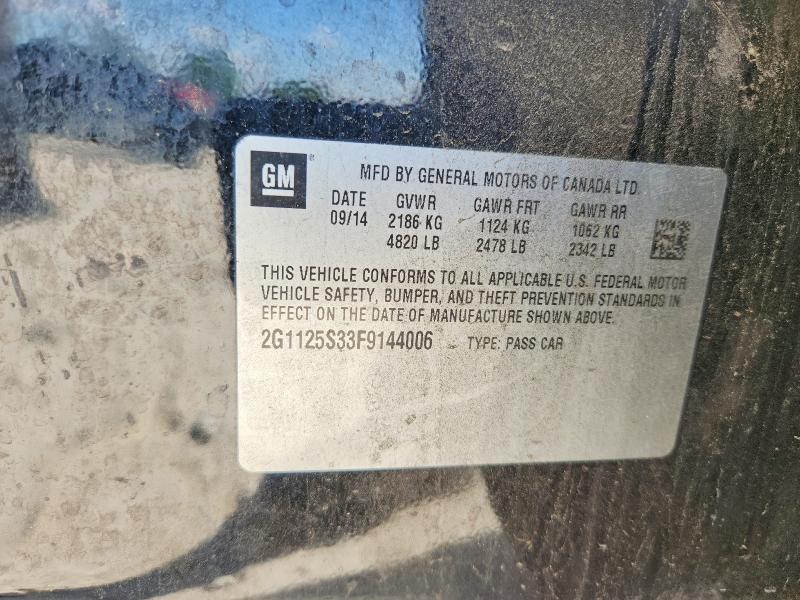 GM ® MFD BY GENERAL MOTORS OF CANADA LTD.
DATE GVWR GAWR FRT GAWR RR
09/14 2186 KG 1124 KG 1062 KG
4820 LB 2478 LB 2342 LB
THIS VEHICLE CONFORMS TO ALL APPLICABLE U.S. FEDERAL MOTOR
VEHICLE SAFETY, BUMPER, AND THEFT PREVENTION STANDARDS IN
EFFECT ON THE DATE OF MANUFACTURE SHOWN ABOVE.
2G1125S33F9144006 TYPE: PASS CAR